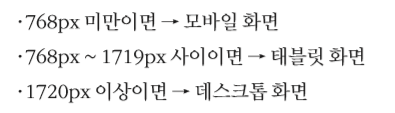 ·768px 미만이면 → 모바일 화면
·768px ~ 1719px 사이이면 → 태블릿 화면
·1720px 이상이면 → 데스크톱 화면